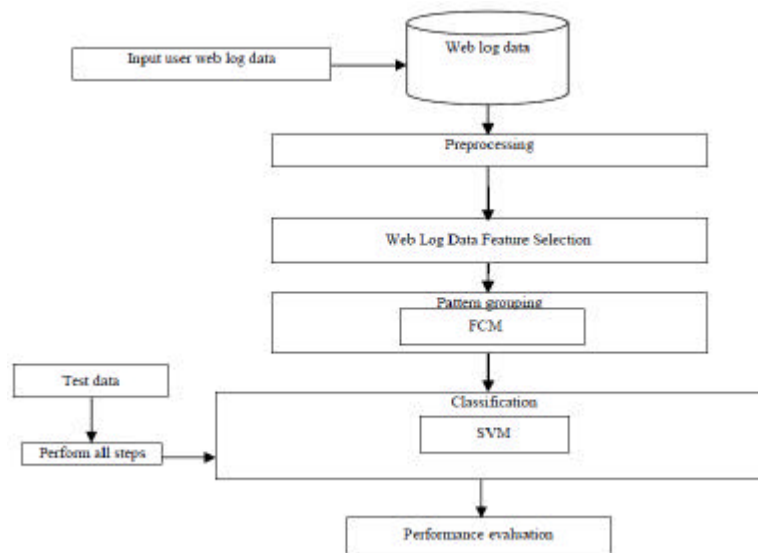 Input user web log data
Web log data
Preprocessing
Web Log Data Feature Selection
Pattern grouping
FCM
Test data
Classification
SVM
Perform all steps
Performance evaluation